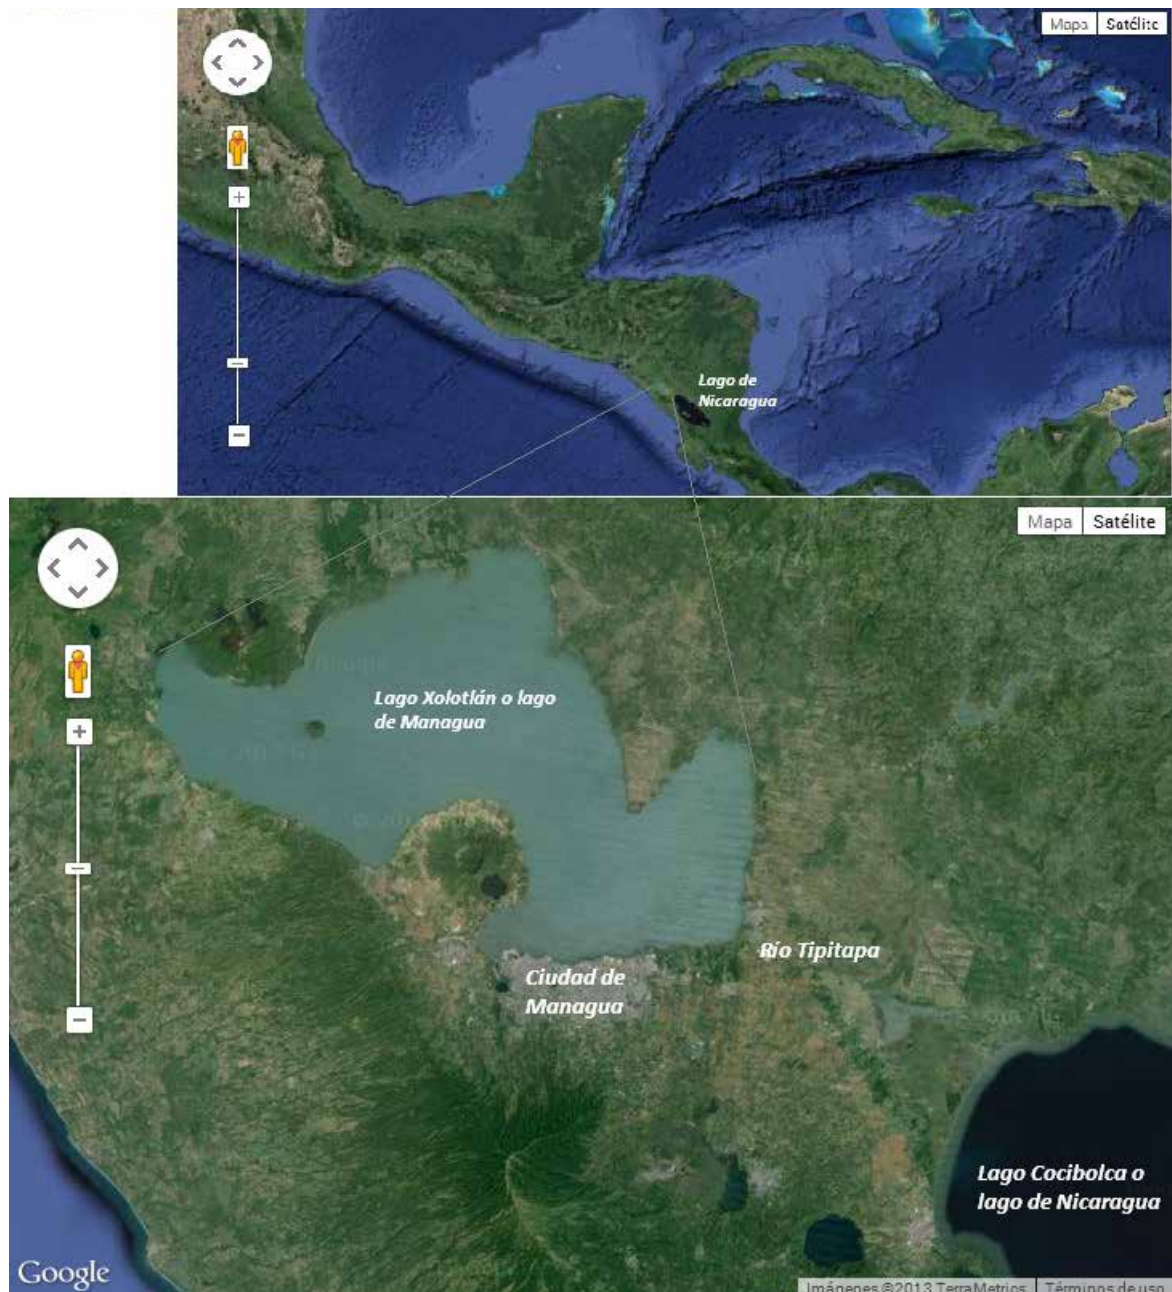 Mapa
Satélite
Lago de
Nicaragua
Mapa
Satélite
Lago Xolotlán o lago
de Managua
Río Tipitapa
Ciudad de
Managua
Lago Cocibolca o
lago de Nicaragua
Google
Imágenes ©2013 TerraMetrics
Términos de uso